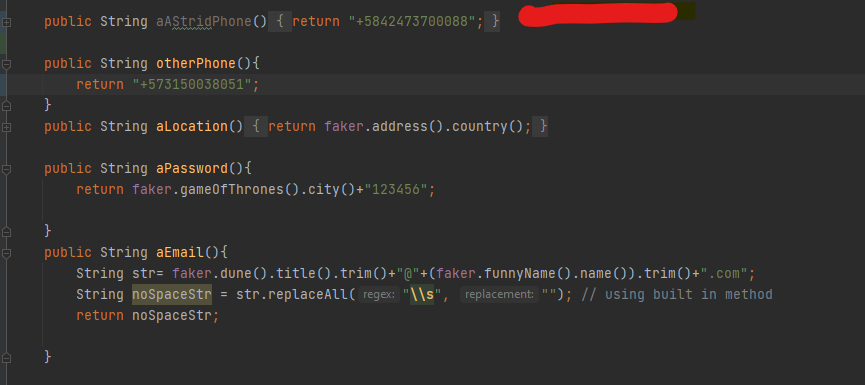 public String aAStridPhone() { return "+5842473700088"; }
public String otherPhone(){
return "+573150038051";
}
public String aLocation() { return faker.address().country(); }
public String aPassword(){
return faker.gameOfThrones().city()+"123456";
}
public String aEmail(){
String str= faker.dune().title().trim()+"@"+(faker.funnyName().name()).trim()+".com";
String noSpaceStr = str.replaceAll( regex: "\\s", replacement: ""); // using built in method
return noSpaceStr;
}